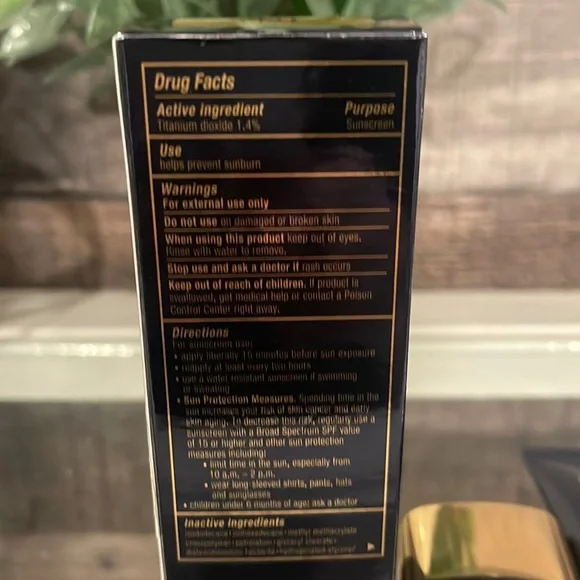 Drug Facts
Active ingredient Purpose
Titanium dioxide 1.4% Sunscreen
Use
helps prevent sunburn
Warnings
For external use only
Do not use on damaged or broken skin
When using this product keep out of eyes.
Rinse with water to remove.
Stop use and ask a doctor if rash occurs
Keep out of reach of children. If product is
swallowed, get medical help or contact a Poison
Control Center right away.
Directions
For sunscreen use:
• apply liberally 15 minutes before sun exposure
• reapply at least every two hours
• use a water resistant sunscreen if swimming
or sweating
• Sun Protection Measures. Spending time in the
sun increases your risk of skin cancer and early
skin aging. To decrease this risk, regularly use a
sunscreen with a Broad Spectrum SPF value
of 15 or higher and other sun protection
measures including:
• limit time in the sun, especially from
10 a.m. – 2 p.m.
• wear long-sleeved shirts, pants, hats
and sunglasses
• children under 6 months of age: ask a doctor
Inactive ingredients